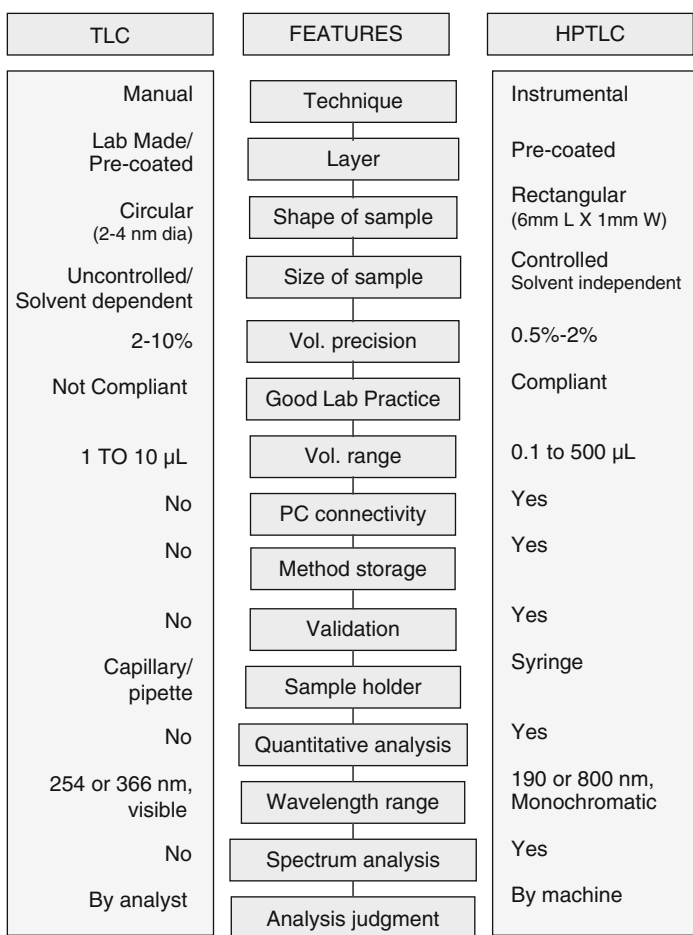 TLC FEATURES HPTLC
Manual Technique Instrumental
Lab Made/
Pre-coated Layer Pre-coated
Circular
(2-4 nm dia) Shape of sample Rectangular
(6mm L X 1mm W)
Uncontrolled/
Solvent dependent Size of sample Controlled
Solvent independent
2-10% Vol. precision 0.5%-2%
Not Compliant Good Lab Practice Compliant
1 TO 10 µL Vol. range 0.1 to 500 µL
No PC connectivity Yes
No Method storage Yes
No Validation Yes
Capillary/
pipette Sample holder Syringe
No Quantitative analysis Yes
254 or 366 nm,
visible Wavelength range 190 or 800 nm,
Monochromatic
No Spectrum analysis Yes
By analyst Analysis judgment By machine